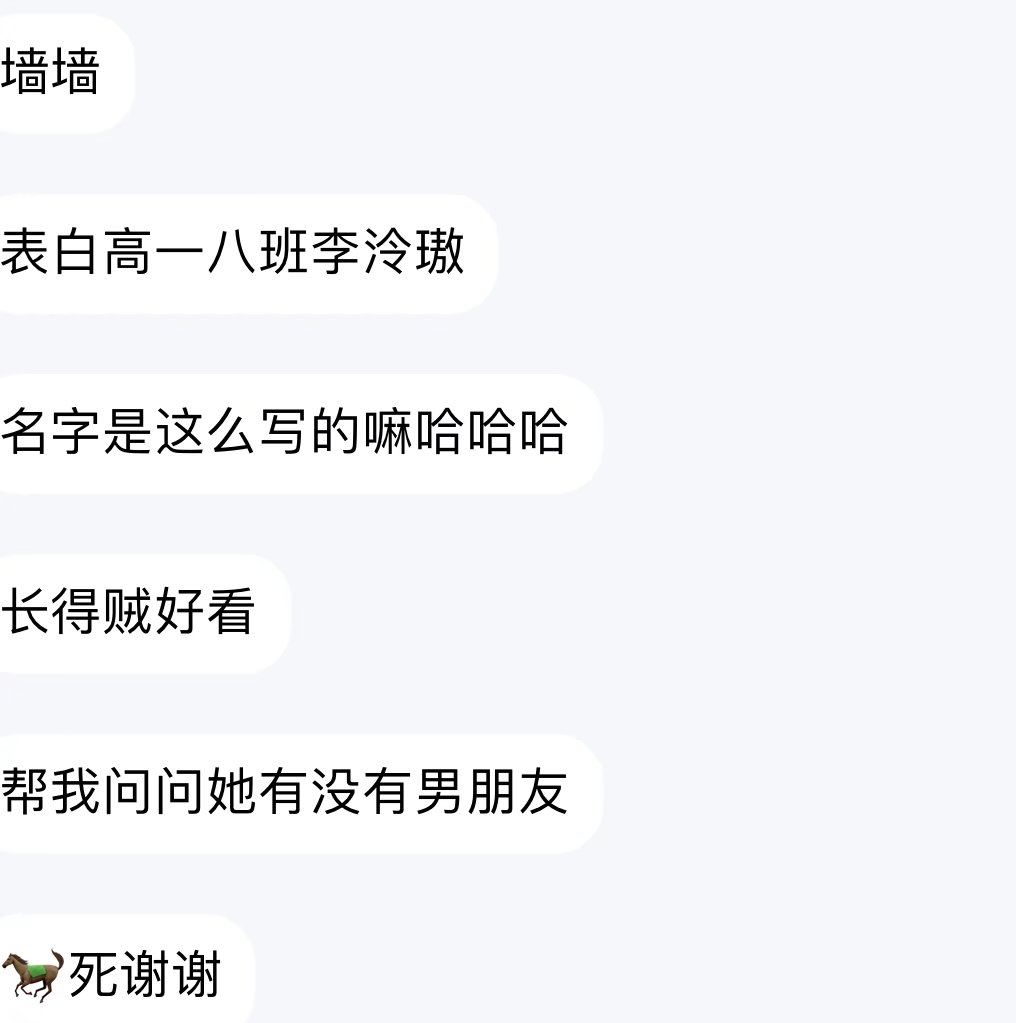 墙墙
表白高一八班李泠璈
名字是这么写的嘛哈哈哈
长得贼好看
帮我问问她有没有男朋友
🐎死谢谢